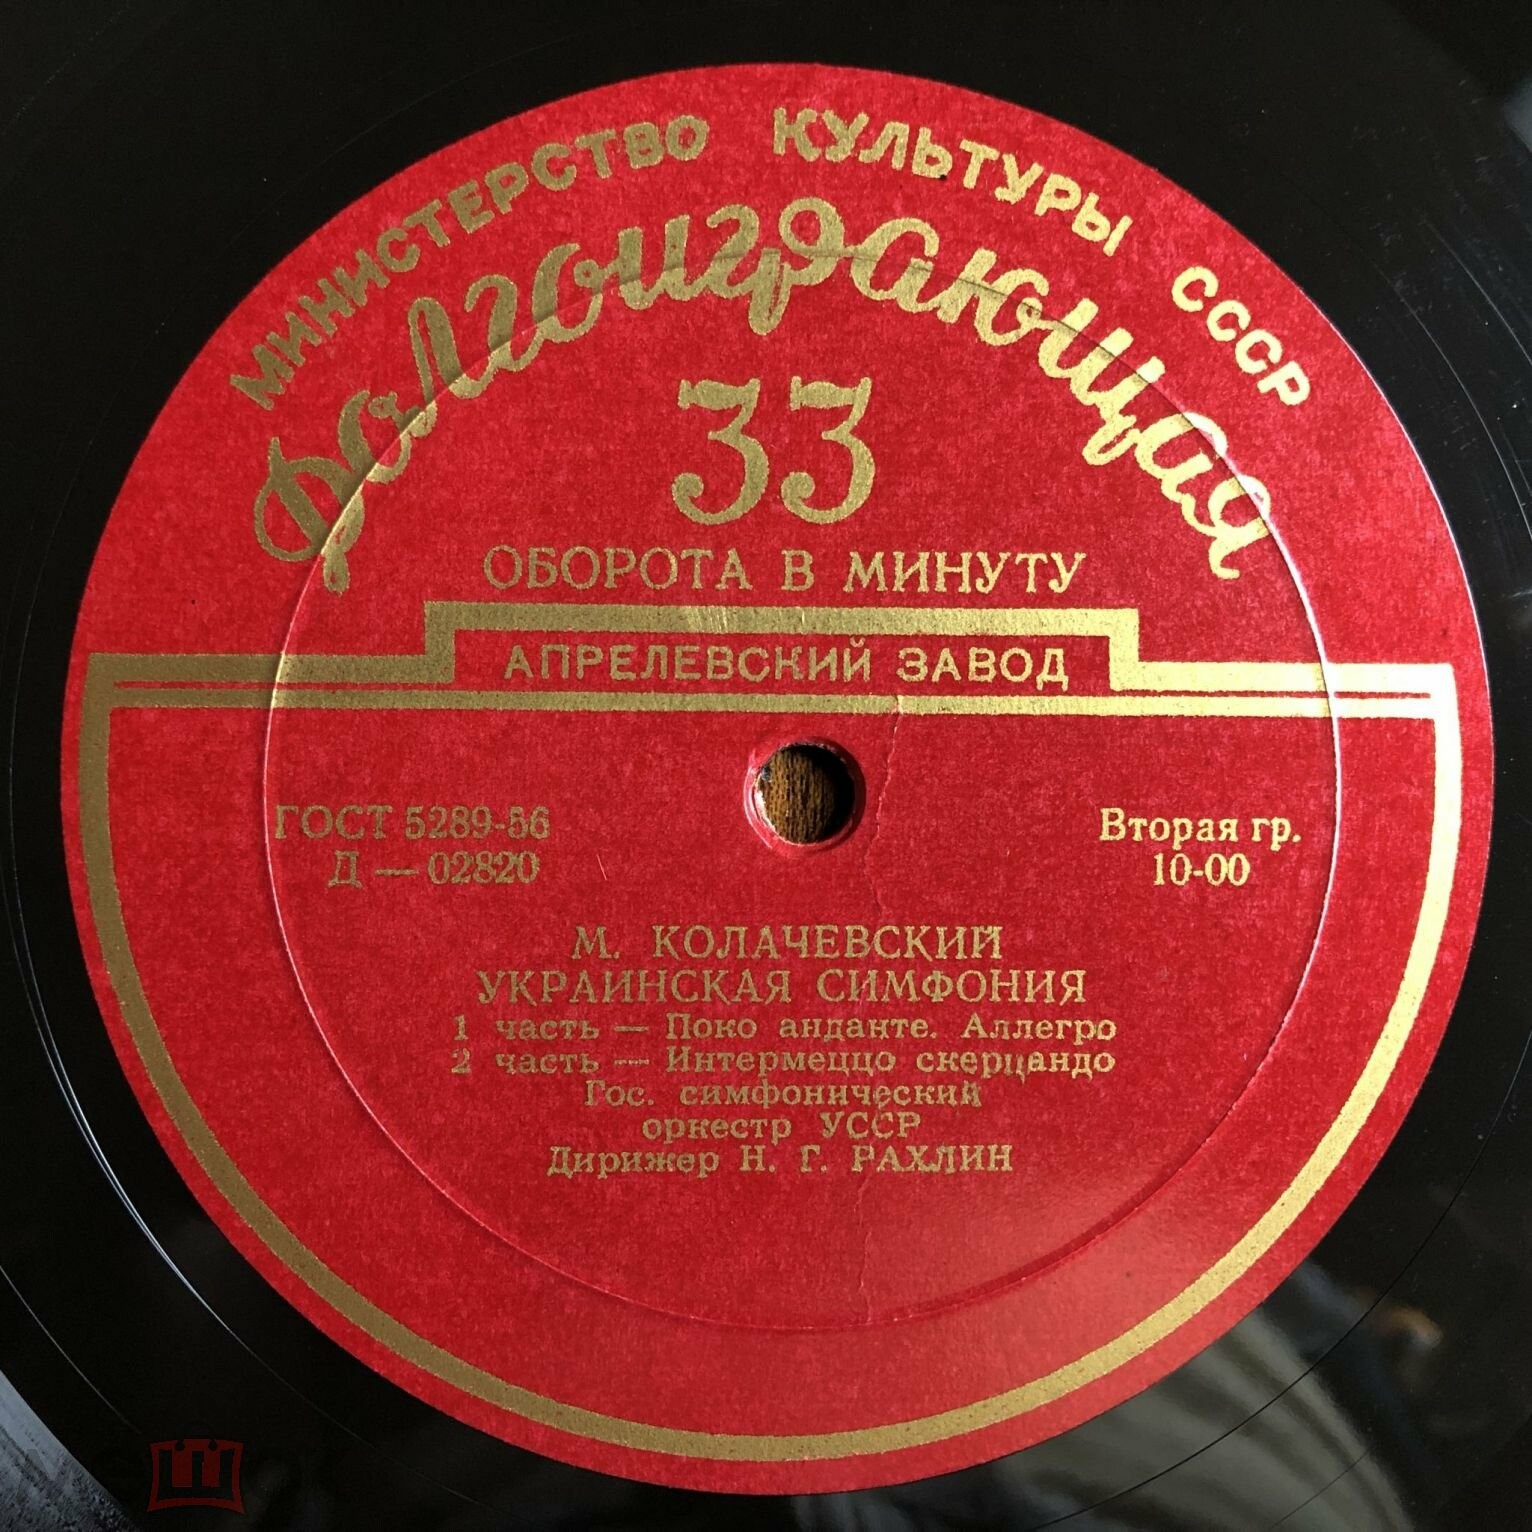 МИНИСТЕРСТВО КУЛЬТУРЫ СССР
Долгоиграющая
33
ОБОРОТА В МИНУТУ
АПРЕЛЕВСКИЙ ЗАВОД
ГОСТ 5289-56
Д — 02820
Вторая гр.
10-00
М. КОЛАЧЕВСКИЙ
УКРАИНСКАЯ СИМФОНИЯ
1 часть — Поко анданте. Аллегро
2 часть — Интермеццо скерцандо
Гос. симфонический
оркестр УССР
Дирижер Н. Г. РАХЛИН